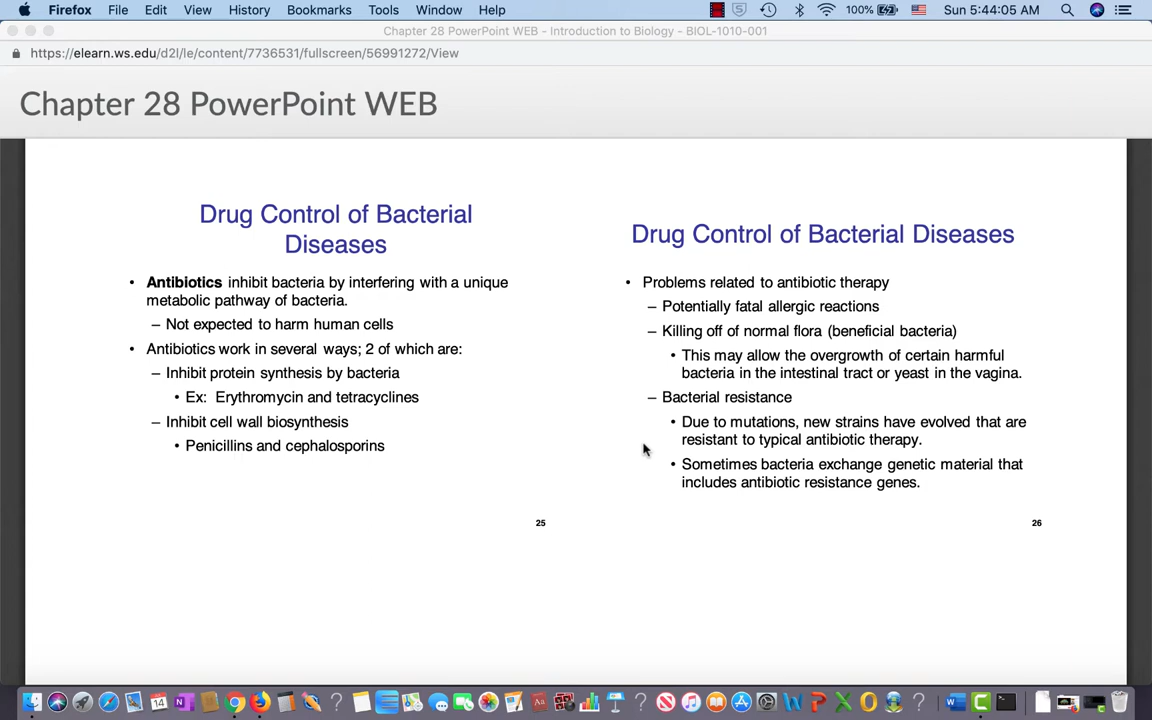 Firefox File Edit View History Bookmarks Tools Window Help 100% Sun 5:44:05 AM
Chapter 28 PowerPoint WEB - Introduction to Biology - BIOL-1010-001
https://elearn.ws.edu/d2l/le/content/7736531/fullscreen/56991272/View
Chapter 28 PowerPoint WEB
Drug Control of Bacterial
Diseases
• Antibiotics inhibit bacteria by interfering with a unique
metabolic pathway of bacteria.
– Not expected to harm human cells
• Antibiotics work in several ways; 2 of which are:
– Inhibit protein synthesis by bacteria
• Ex: Erythromycin and tetracyclines
– Inhibit cell wall biosynthesis
• Penicillins and cephalosporins
25
Drug Control of Bacterial Diseases
• Problems related to antibiotic therapy
– Potentially fatal allergic reactions
– Killing off of normal flora (beneficial bacteria)
• This may allow the overgrowth of certain harmful
bacteria in the intestinal tract or yeast in the vagina.
– Bacterial resistance
• Due to mutations, new strains have evolved that are
resistant to typical antibiotic therapy.
• Sometimes bacteria exchange genetic material that
includes antibiotic resistance genes.
26